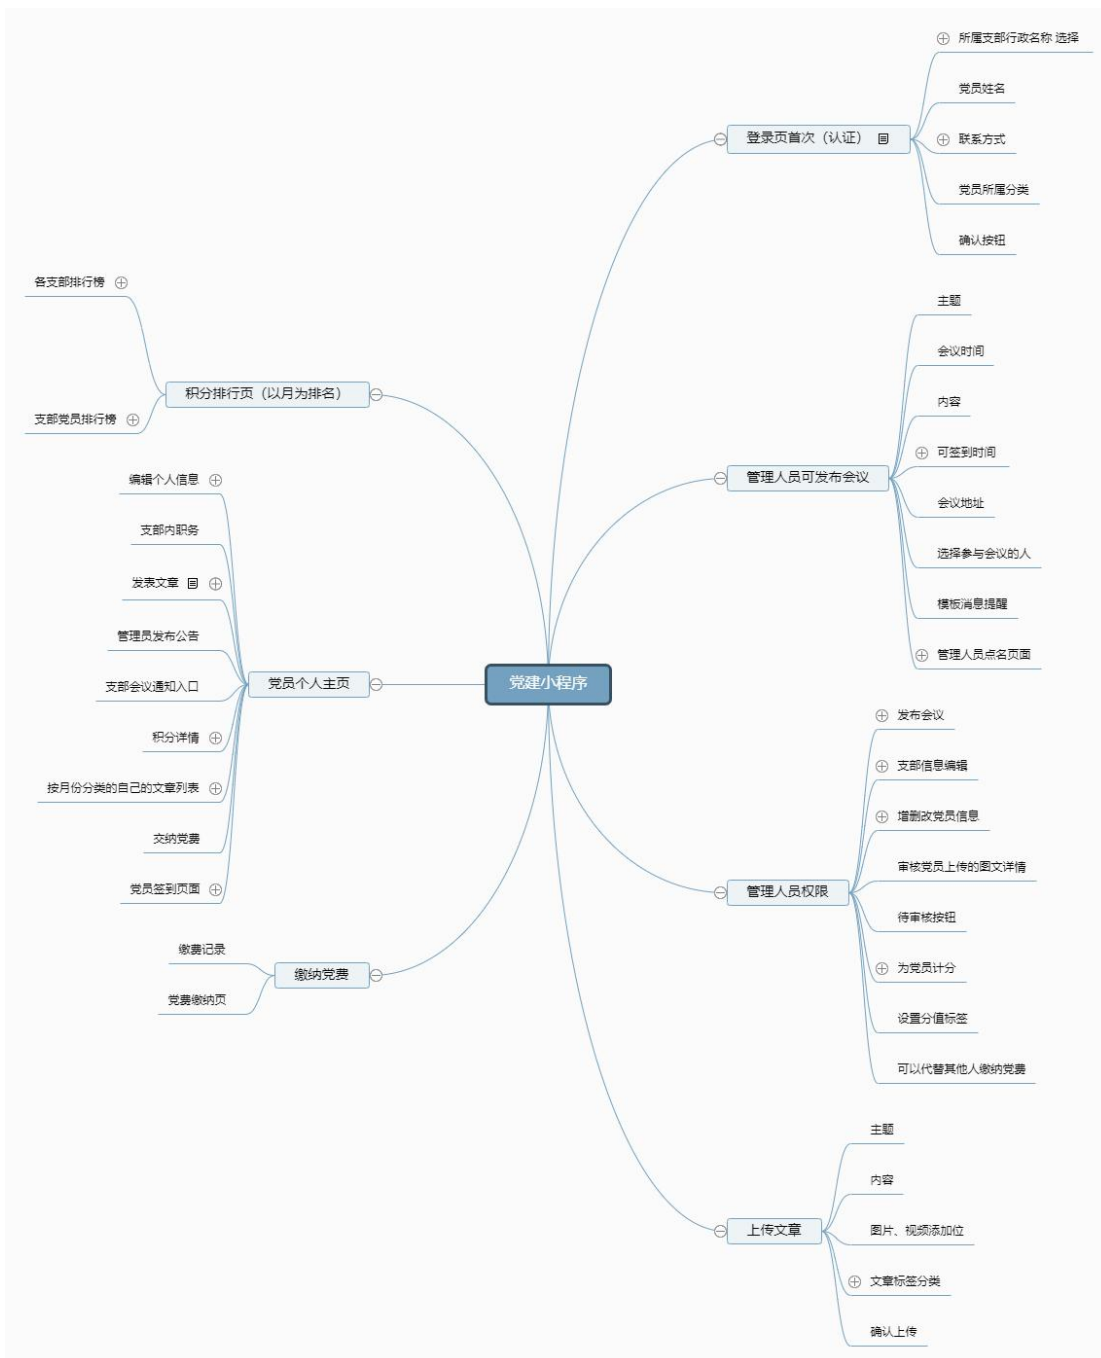 党建小程序
登录页首次（认证）
所属支部行政名称 选择
党员姓名
联系方式
党员所属分类
确认按钮
管理人员可发布会议
主题
会议时间
内容
可签到时间
会议地址
选择参与会议的人
模板消息提醒
管理人员点名页面
管理人员权限
发布会议
支部信息编辑
增删改党员信息
审核党员上传的图文详情
待审核按钮
为党员计分
设置分值标签
可以代替其他人缴纳党费
上传文章
主题
内容
图片、视频添加位
文章标签分类
确认上传
积分排行页（以月为排名）
各支部排行榜
支部党员排行榜
党员个人主页
编辑个人信息
支部内职务
发表文章
管理员发布公告
支部会议通知入口
积分详情
按月份分类的自己的文章列表
交纳党费
党员签到页面
缴纳党费
缴费记录
党费缴纳页